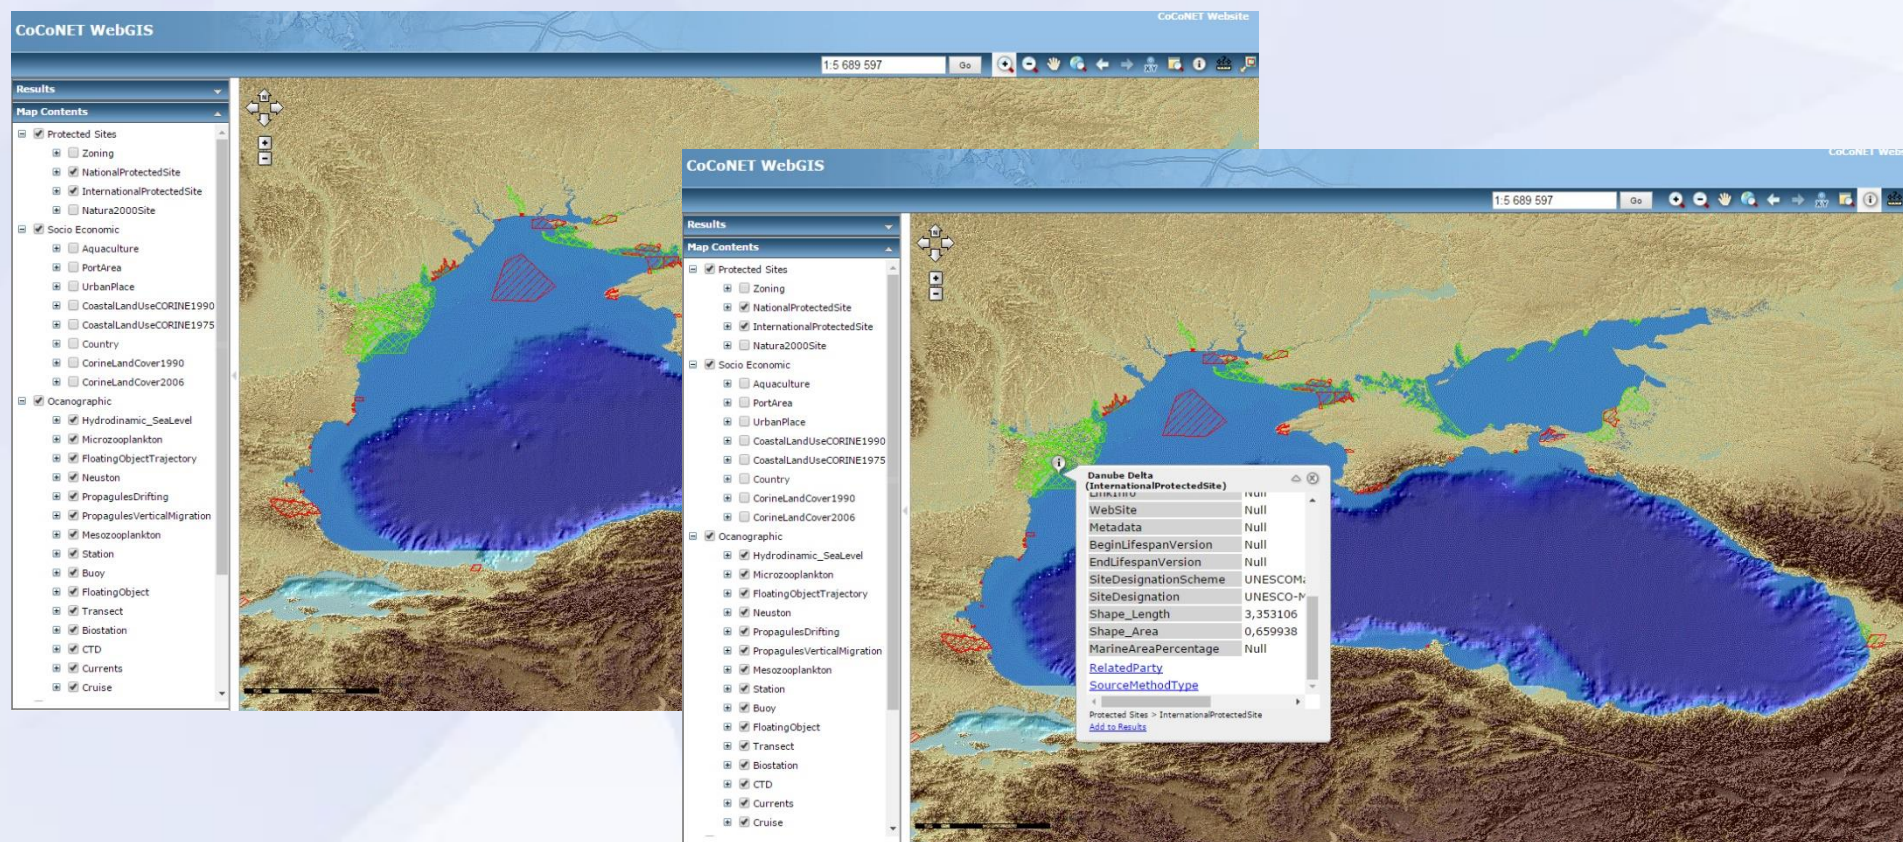 CoCoNET Website
CoCoNET WebGIS
1:5 689 597
Go
Results
Map Contents
Protected Sites
Zoning
NationalProtectedSite
InternationalProtectedSite
Natura2000Site
Socio Economic
Aquaculture
PortArea
UrbanPlace
CoastalLandUseCORINE1990
CoastalLandUseCORINE1975
Country
CorineLandCover1990
CorineLandCover2006
Ocanographic
Hydrodinamic_SeaLevel
Microzooplankton
FloatingObjectTrajectory
Neuston
PropagulesDrifting
PropagulesVerticalMigration
Mesozooplankton
Station
Buoy
FloatingObject
Transect
Biostation
CTD
Currents
Cruise
CoCoNET Webs
CoCoNET WebGIS
1:5 689 597
Go
Results
Map Contents
Protected Sites
Zoning
NationalProtectedSite
InternationalProtectedSite
Natura2000Site
Socio Economic
Aquaculture
PortArea
UrbanPlace
CoastalLandUseCORINE1990
CoastalLandUseCORINE1975
Country
CorineLandCover1990
CorineLandCover2006
Ocanographic
Hydrodinamic_SeaLevel
Microzooplankton
FloatingObjectTrajectory
Neuston
PropagulesDrifting
PropagulesVerticalMigration
Mesozooplankton
Station
Buoy
FloatingObject
Transect
Biostation
CTD
Currents
Cruise
Danube Delta
(InternationalProtectedSite)
LinkInfo Null
WebSite Null
Metadata Null
BeginLifespanVersion Null
EndLifespanVersion Null
SiteDesignationScheme UNESCOMa
SiteDesignation UNESCO-M
Shape_Length 3,353106
Shape_Area 0,659938
MarineAreaPercentage Null
RelatedParty
SourceMethodType
Protected Sites > InternationalProtectedSite
Add to Results